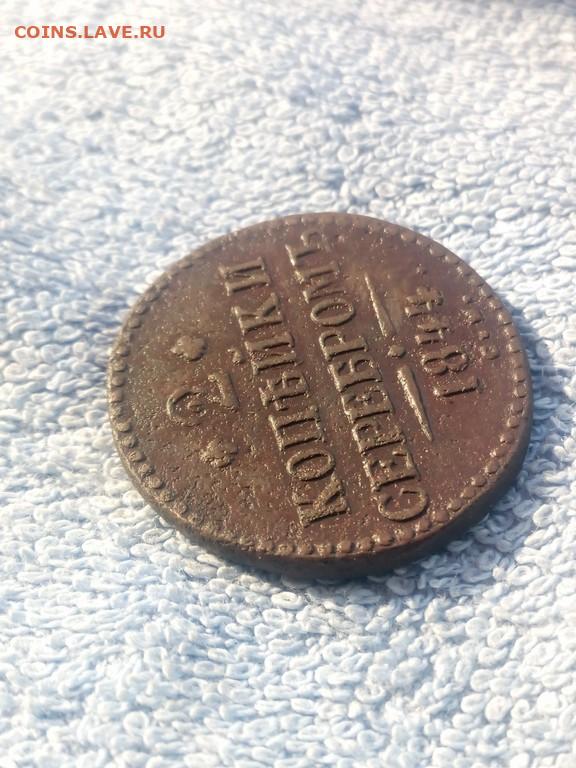 COINS.LAVE.RU
2
КОПѢЙКИ
СЕРЕБРОМЪ
1844